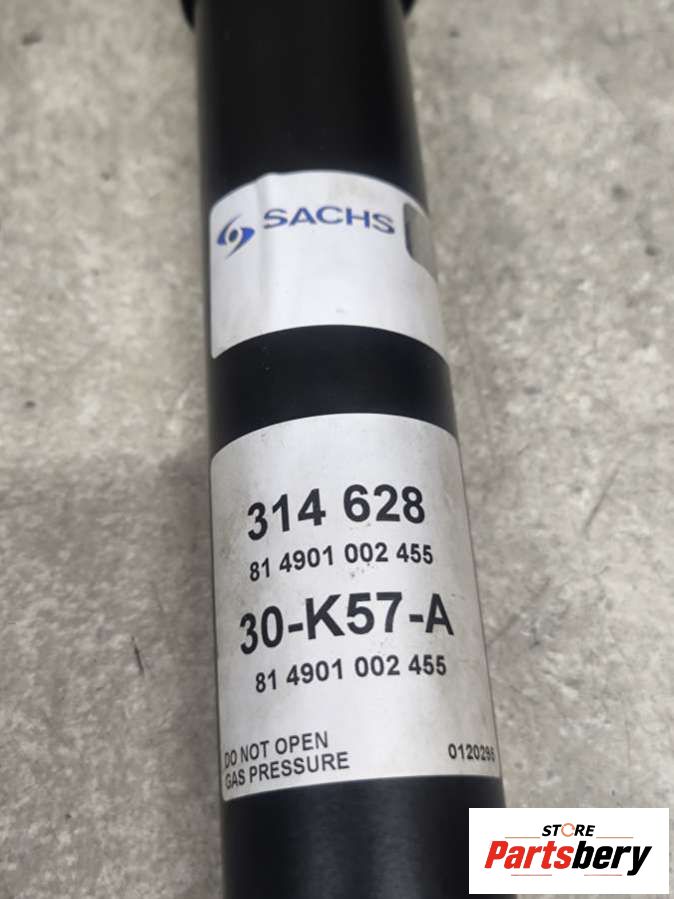 SACHS
314 628
81 4901 002 455
30-K57-A
81 4901 002 455
DO NOT OPEN
GAS PRESSURE
0120295
STORE
Partsbery